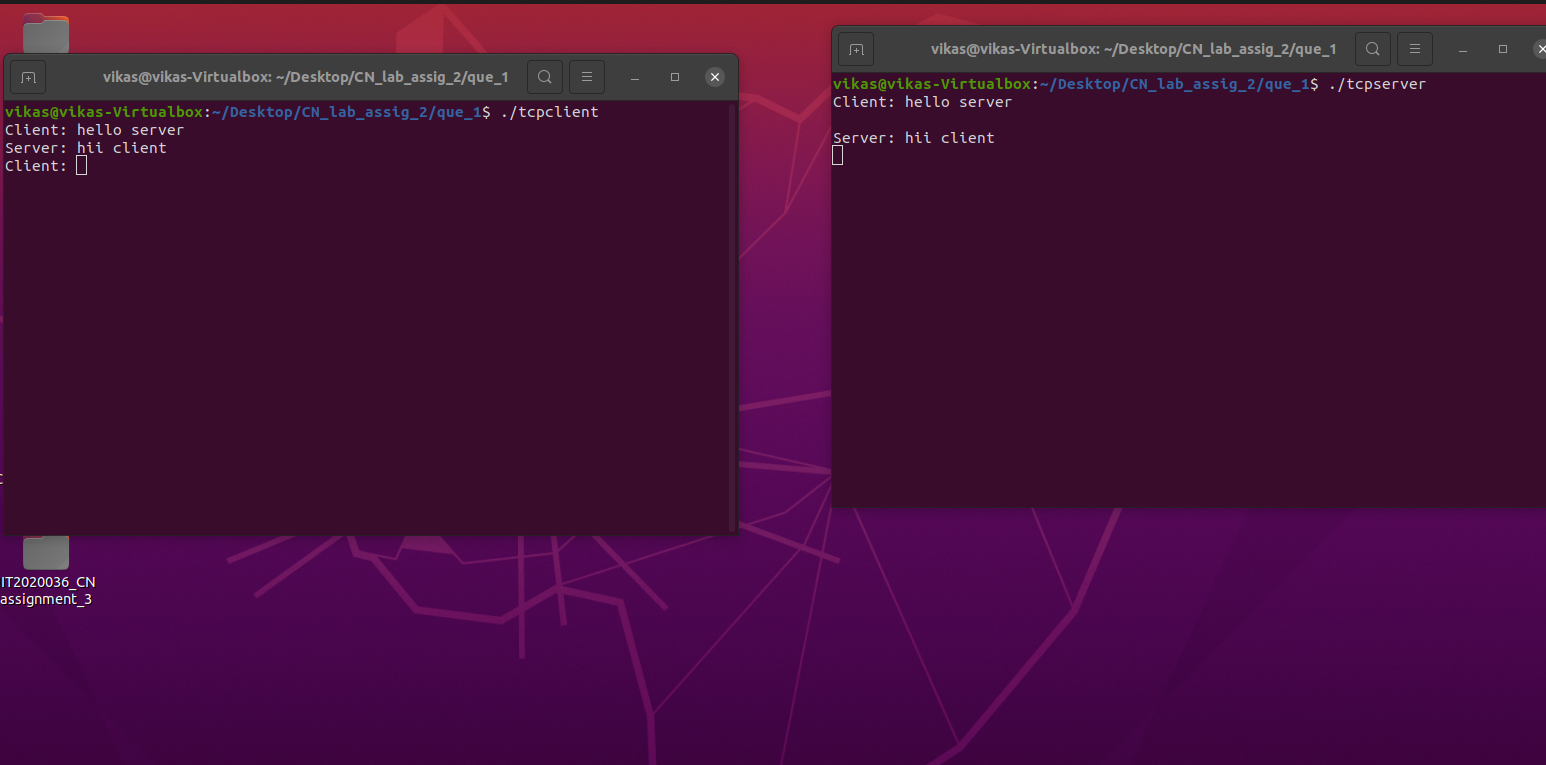 vikas@vikas-Virtualbox: ~/Desktop/CN_lab_assig_2/que_1
vikas@vikas-Virtualbox:~/Desktop/CN_lab_assig_2/que_1$ ./tcpclient
Client: hello server
Server: hii client
Client:
vikas@vikas-Virtualbox: ~/Desktop/CN_lab_assig_2/que_1
vikas@vikas-Virtualbox:~/Desktop/CN_lab_assig_2/que_1$ ./tcpserver
Client: hello server
Server: hii client
IT2020036_CN
assignment_3